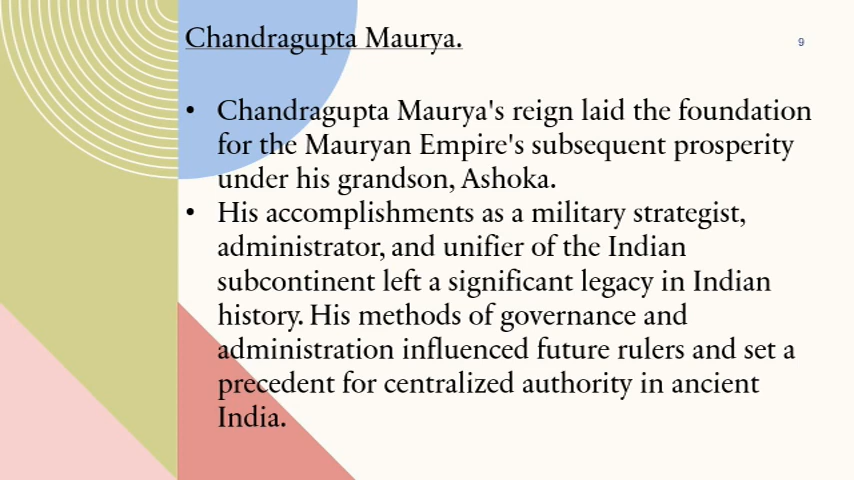 Chandragupta Maurya.
9
• Chandragupta Maurya's reign laid the foundation
for the Mauryan Empire's subsequent prosperity
under his grandson, Ashoka.
• His accomplishments as a military strategist,
administrator, and unifier of the Indian
subcontinent left a significant legacy in Indian
history. His methods of governance and
administration influenced future rulers and set a
precedent for centralized authority in ancient
India.